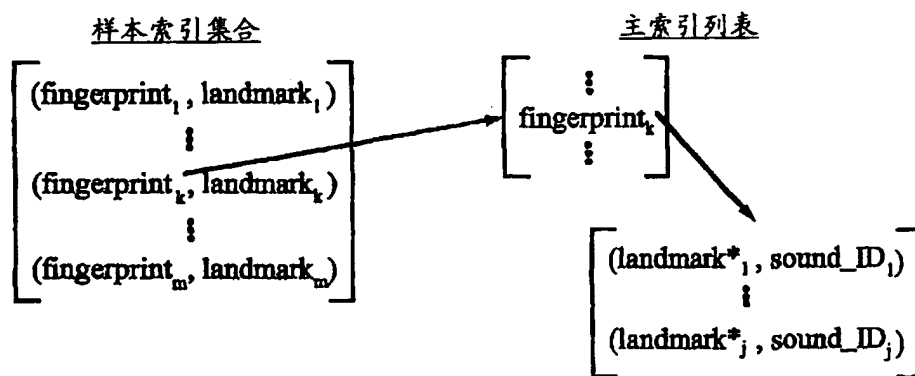 样本索引集合
(fingerprint₁, landmark₁)
⋮
(fingerprintₖ, landmarkₖ)
⋮
(fingerprintₘ, landmarkₘ)
主索引列表
⋮
fingerprintₖ
⋮
(landmark*₁, sound_ID₁)
⋮
(landmark*ⱼ, sound_IDⱼ)